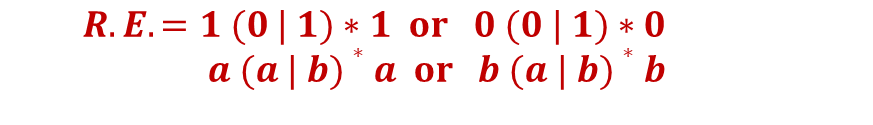 R.E.= 1 (0 | 1) * 1 or 0 (0 | 1) * 0
a (a | b) * a or b (a | b) * b